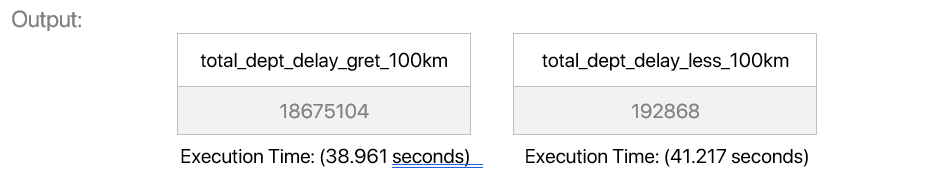 Output:
total_dept_delay_gret_100km
total_dept_delay_less_100km
18675104
192868
Execution Time: (38.961 seconds)
Execution Time: (41.217 seconds)